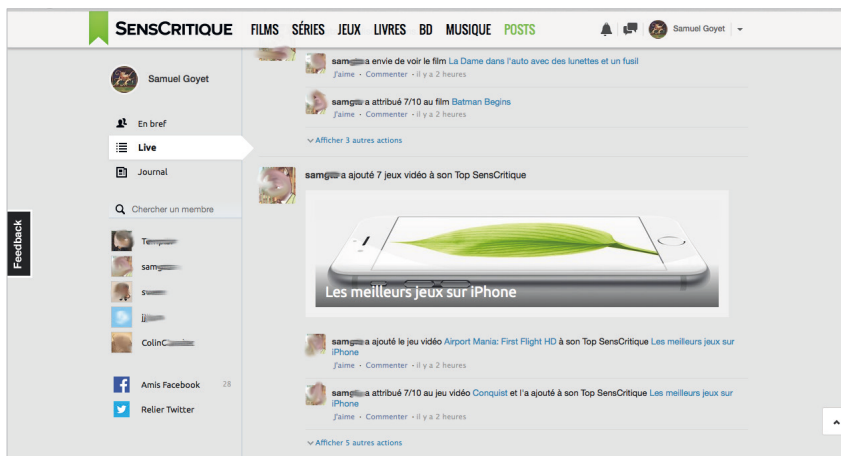 SENSCRITIQUE FILMS SÉRIES JEUX LIVRES BD MUSIQUE POSTS Samuel Goyet
Samuel Goyet
En bref
Live
Journal
Chercher un membre
sam
ColinC
Amis Facebook 28
Relier Twitter
Feedback
a envie de voir le film La Dame dans l'auto avec des lunettes et un fusil
J'aime • Commenter • il y a 2 heures
a attribué 7/10 au film Batman Begins
J'aime • Commenter • il y a 2 heures
Afficher 3 autres actions
a ajouté 7 jeux vidéo à son Top SensCritique
Les meilleurs jeux sur iPhone
a ajouté le jeu vidéo Airport Mania: First Flight HD à son Top SensCritique Les meilleurs jeux sur
iPhone
J'aime • Commenter • il y a 2 heures
a attribué 7/10 au jeu vidéo Conquist et l'a ajouté à son Top SensCritique Les meilleurs jeux sur
iPhone
J'aime • Commenter • il y a 2 heures
Afficher 5 autres actions